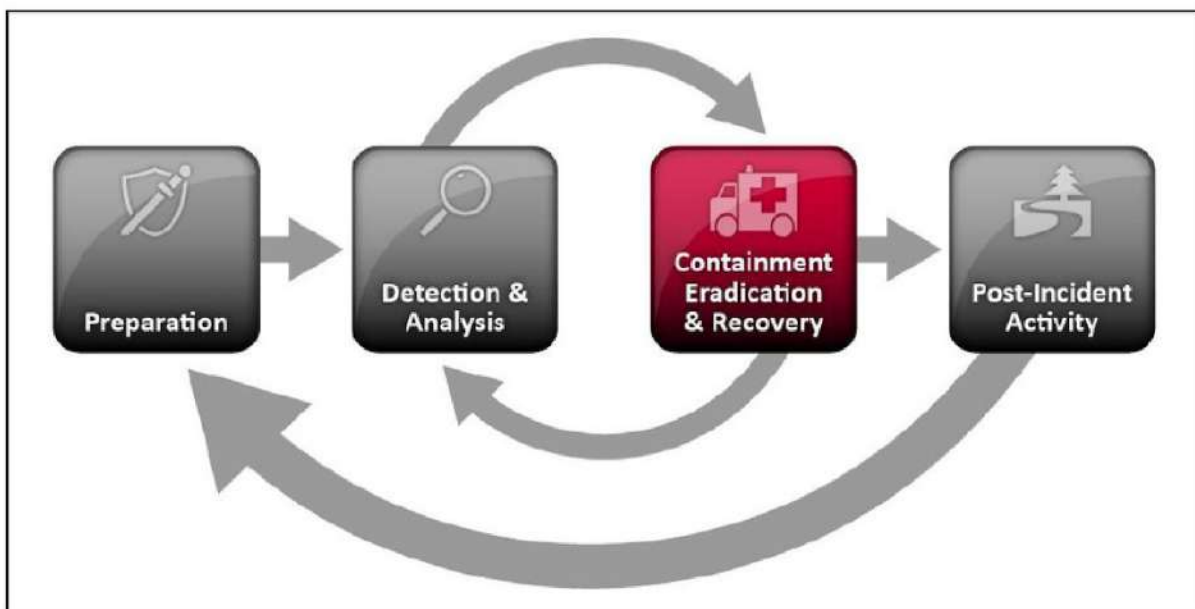 Preparation
Detection &
Analysis
Containment
Eradication
& Recovery
Post-Incident
Activity